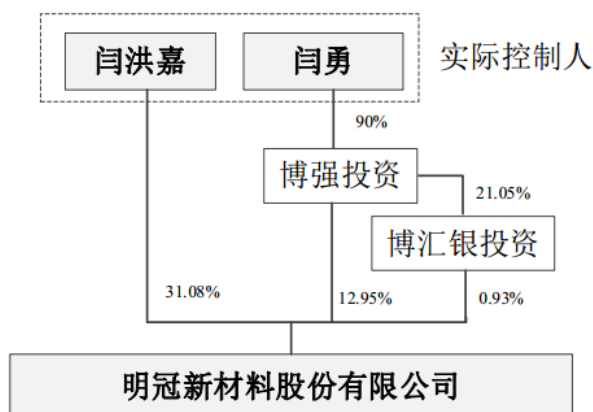 闫洪嘉
闫勇
实际控制人
90%
博强投资
21.05%
博汇银投资
31.08%
12.95%
0.93%
明冠新材料股份有限公司